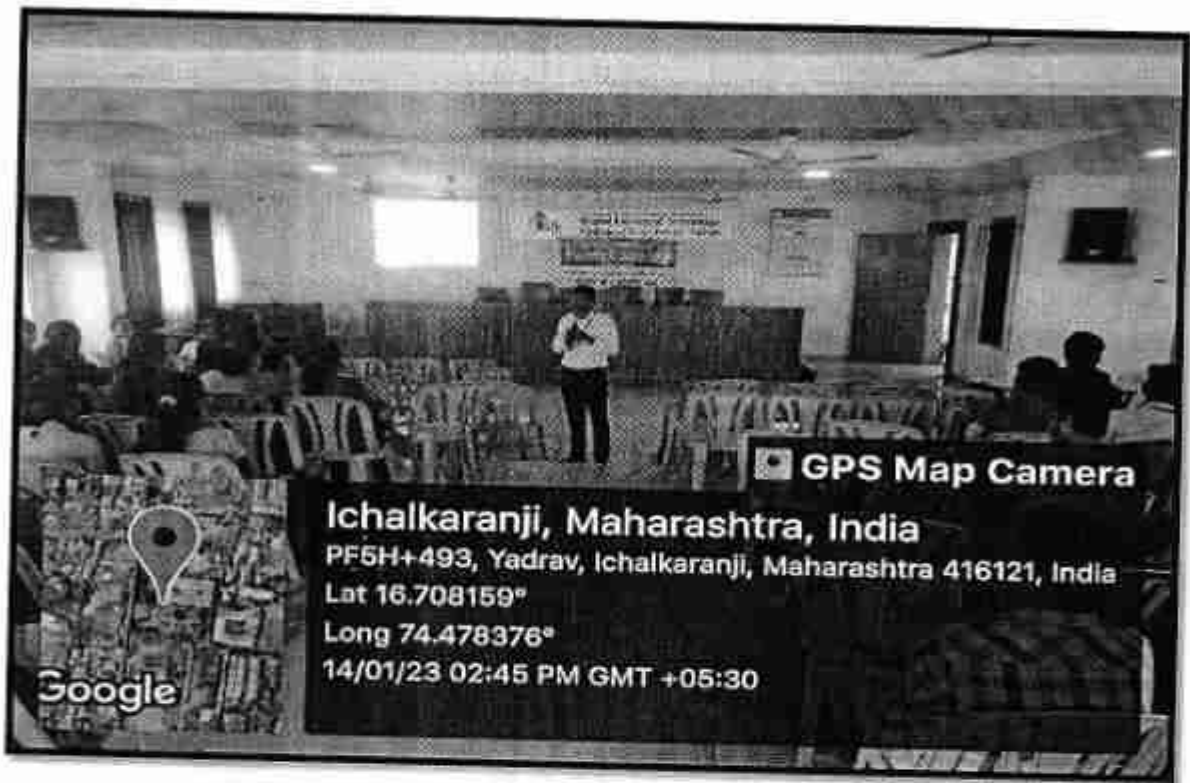 GPS Map Camera
Ichalkaranji, Maharashtra, India
PF5H+493, Yadrav, Ichalkaranji, Maharashtra 416121, India
Lat 16.708159°
Long 74.478376°
14/01/23 02:45 PM GMT +05:30
Google